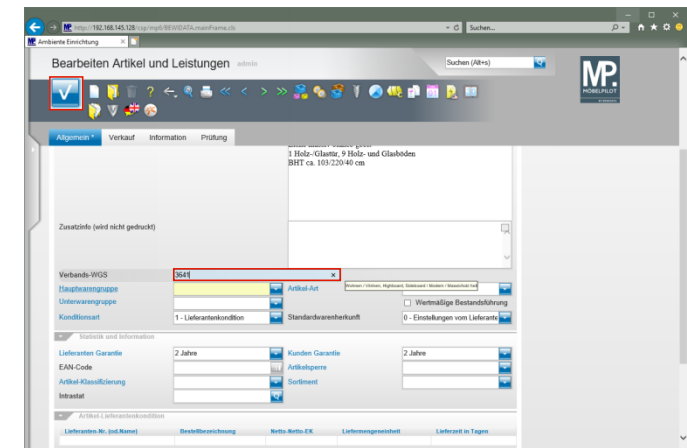 http://192.168.145.128/csp/mp6/BEIVIDATA.mainFrame.cls
Suchen...
Ambiente Einrichtung
Bearbeiten Artikel und Leistungen admin
Suchen (Alt+s)
MP
MÖBELPILOT
Allgemein * Verkauf Information Prüfung
1 Holz-/Glastür, 9 Holz- und Glasböden
BHT ca. 103/220/40 cm
Zusatzinfo (wird nicht gedruckt)
Verbands-WGS 3641
Hauptwarengruppe Artikel-Art
Wohnen / Vitrinen, Highboard, Sideboard / Modern / Massivholz hell
Unterwarengruppe Wertmäßige Bestandsführung
Konditionsart 1 - Lieferantenkondition Standardwarenherkunft 0 - Einstellungen vom Lieferante
Statistik und Information
Lieferanten Garantie 2 Jahre Kunden Garantie 2 Jahre
EAN-Code Artikelsperre
Artikel-Klassifizierung Sortiment
Intrastat
Artikel-Lieferantenkondition
Lieferanten-Nr. (od.Name) Bestellbezeichnung Netto-Netto-EK Liefermengeneinheit Lieferzeit in Tagen